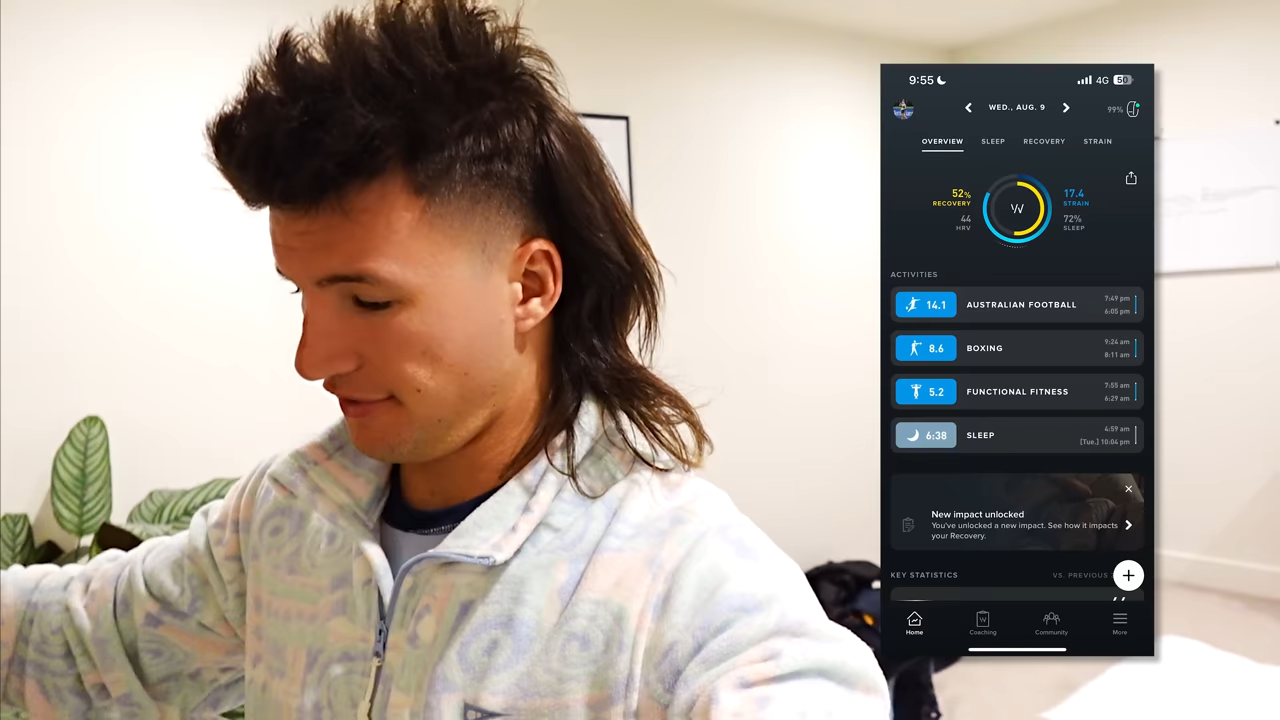 9:55 4G 50
WED., AUG. 9 99%
OVERVIEW SLEEP RECOVERY STRAIN
52% 17.4
RECOVERY STRAIN
44 72%
HRV SLEEP
ACTIVITIES
14.1 AUSTRALIAN FOOTBALL 7:49 pm
6:05 pm
8.6 BOXING 9:24 am
8:11 am
5.2 FUNCTIONAL FITNESS 7:55 am
6:29 am
6:38 SLEEP 4:59 am
[Tue.] 10:04 pm
New impact unlocked
You've unlocked a new impact. See how it impacts
your Recovery.
KEY STATISTICS VS. PREVIOUS
Home Coaching Community More